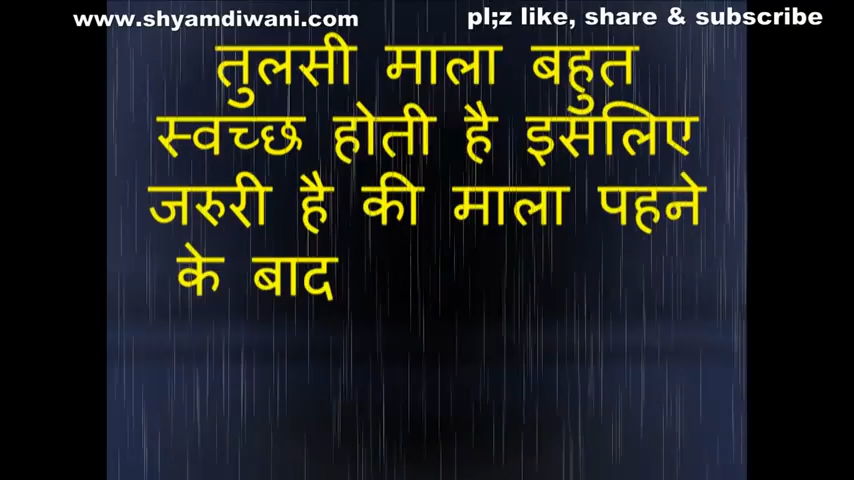 www.shyamdiwani.com pl;z like, share & subscribe
तुलसी माला बहुत
स्वच्छ होती है इसलिए
जरुरी है की माला पहने
के बाद